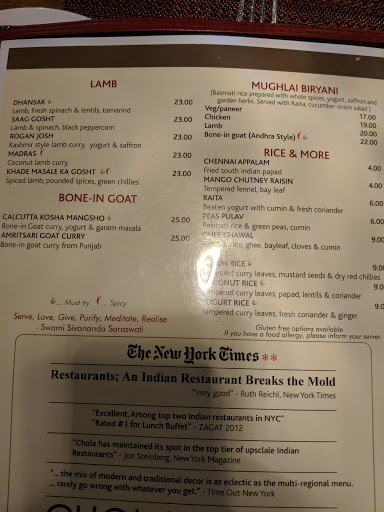 LAMB
DHANSAK 23.00
Lamb, Fresh spinach & lentils, tamarind
SAAG GOSHT 23.00
Lamb & spinach, black peppercorn
ROGAN JOSH 23.00
Kashmir style lamb curry, yogurt & saffron
MADRAS 23.00
Coconut lamb curry
KHADE MASALE KA GOSHT 23.00
Spiced lamb, pounded spices, green chillies
BONE-IN GOAT
CALCUTTA KOSHA MANGSHO 25.00
Bone-in Goat curry, yogurt & garam masala
AMRITSARI GOAT CURRY 25.00
Bone-in goat curry from Punjab
... Must try ... Spicy
Serve, Love, Give, Purify, Meditate, Realise
- Swami Sivananda Saraswati
MUGHLAI BIRYANI
(Basmati rice prepared with whole spices, yogurt, saffron and
garden herbs. Served with Raita, cucumber onion salad )
Veg/paneer 17.00
Chicken 19.00
Lamb 20.00
Bone-in goat (Andhra Style) 22.00
RICE & MORE
CHENNAI APPALAM 4.00
Fried south indian papad
MANGO CHUTNEY RAISIN 4.00
Tempered fennel, bay leaf
RAITA 6.00
Beaten yogurt with cumin & fresh coriander
PEAS PULAV 6.00
Basmati rice & green peas, cumin
CHAWAL 9.0
rice, ghee, bayleaf, cloves & cumin
RICE 9.0
curry leaves, mustard seeds & dry red chillies
RICE 9.
Tempered curry leaves, papad, lentils & coriander
YOGURT RICE 9
Tempered curry leaves, fresh coriander & ginger
Gluten free options available
If you have a food allergy, please inform your server.
The New York Times **
Restaurants; An Indian Restaurant Breaks the Mold
"Very good" - Ruth Reichl, New York Times
"Excellent, Among top two Indian restaurants in NYC"
"Rated #1 for Lunch Buffet" - ZAGAT 2012
"Chola has maintained its spot in the top tier of upsclale Indian
Restaurants" - Jon Steinberg, New York Magazine
"... the mix of modern and traditional decor is as eclectic as the multi-regional menu.
... rarely go wrong with whatever you get." - Time Out New York